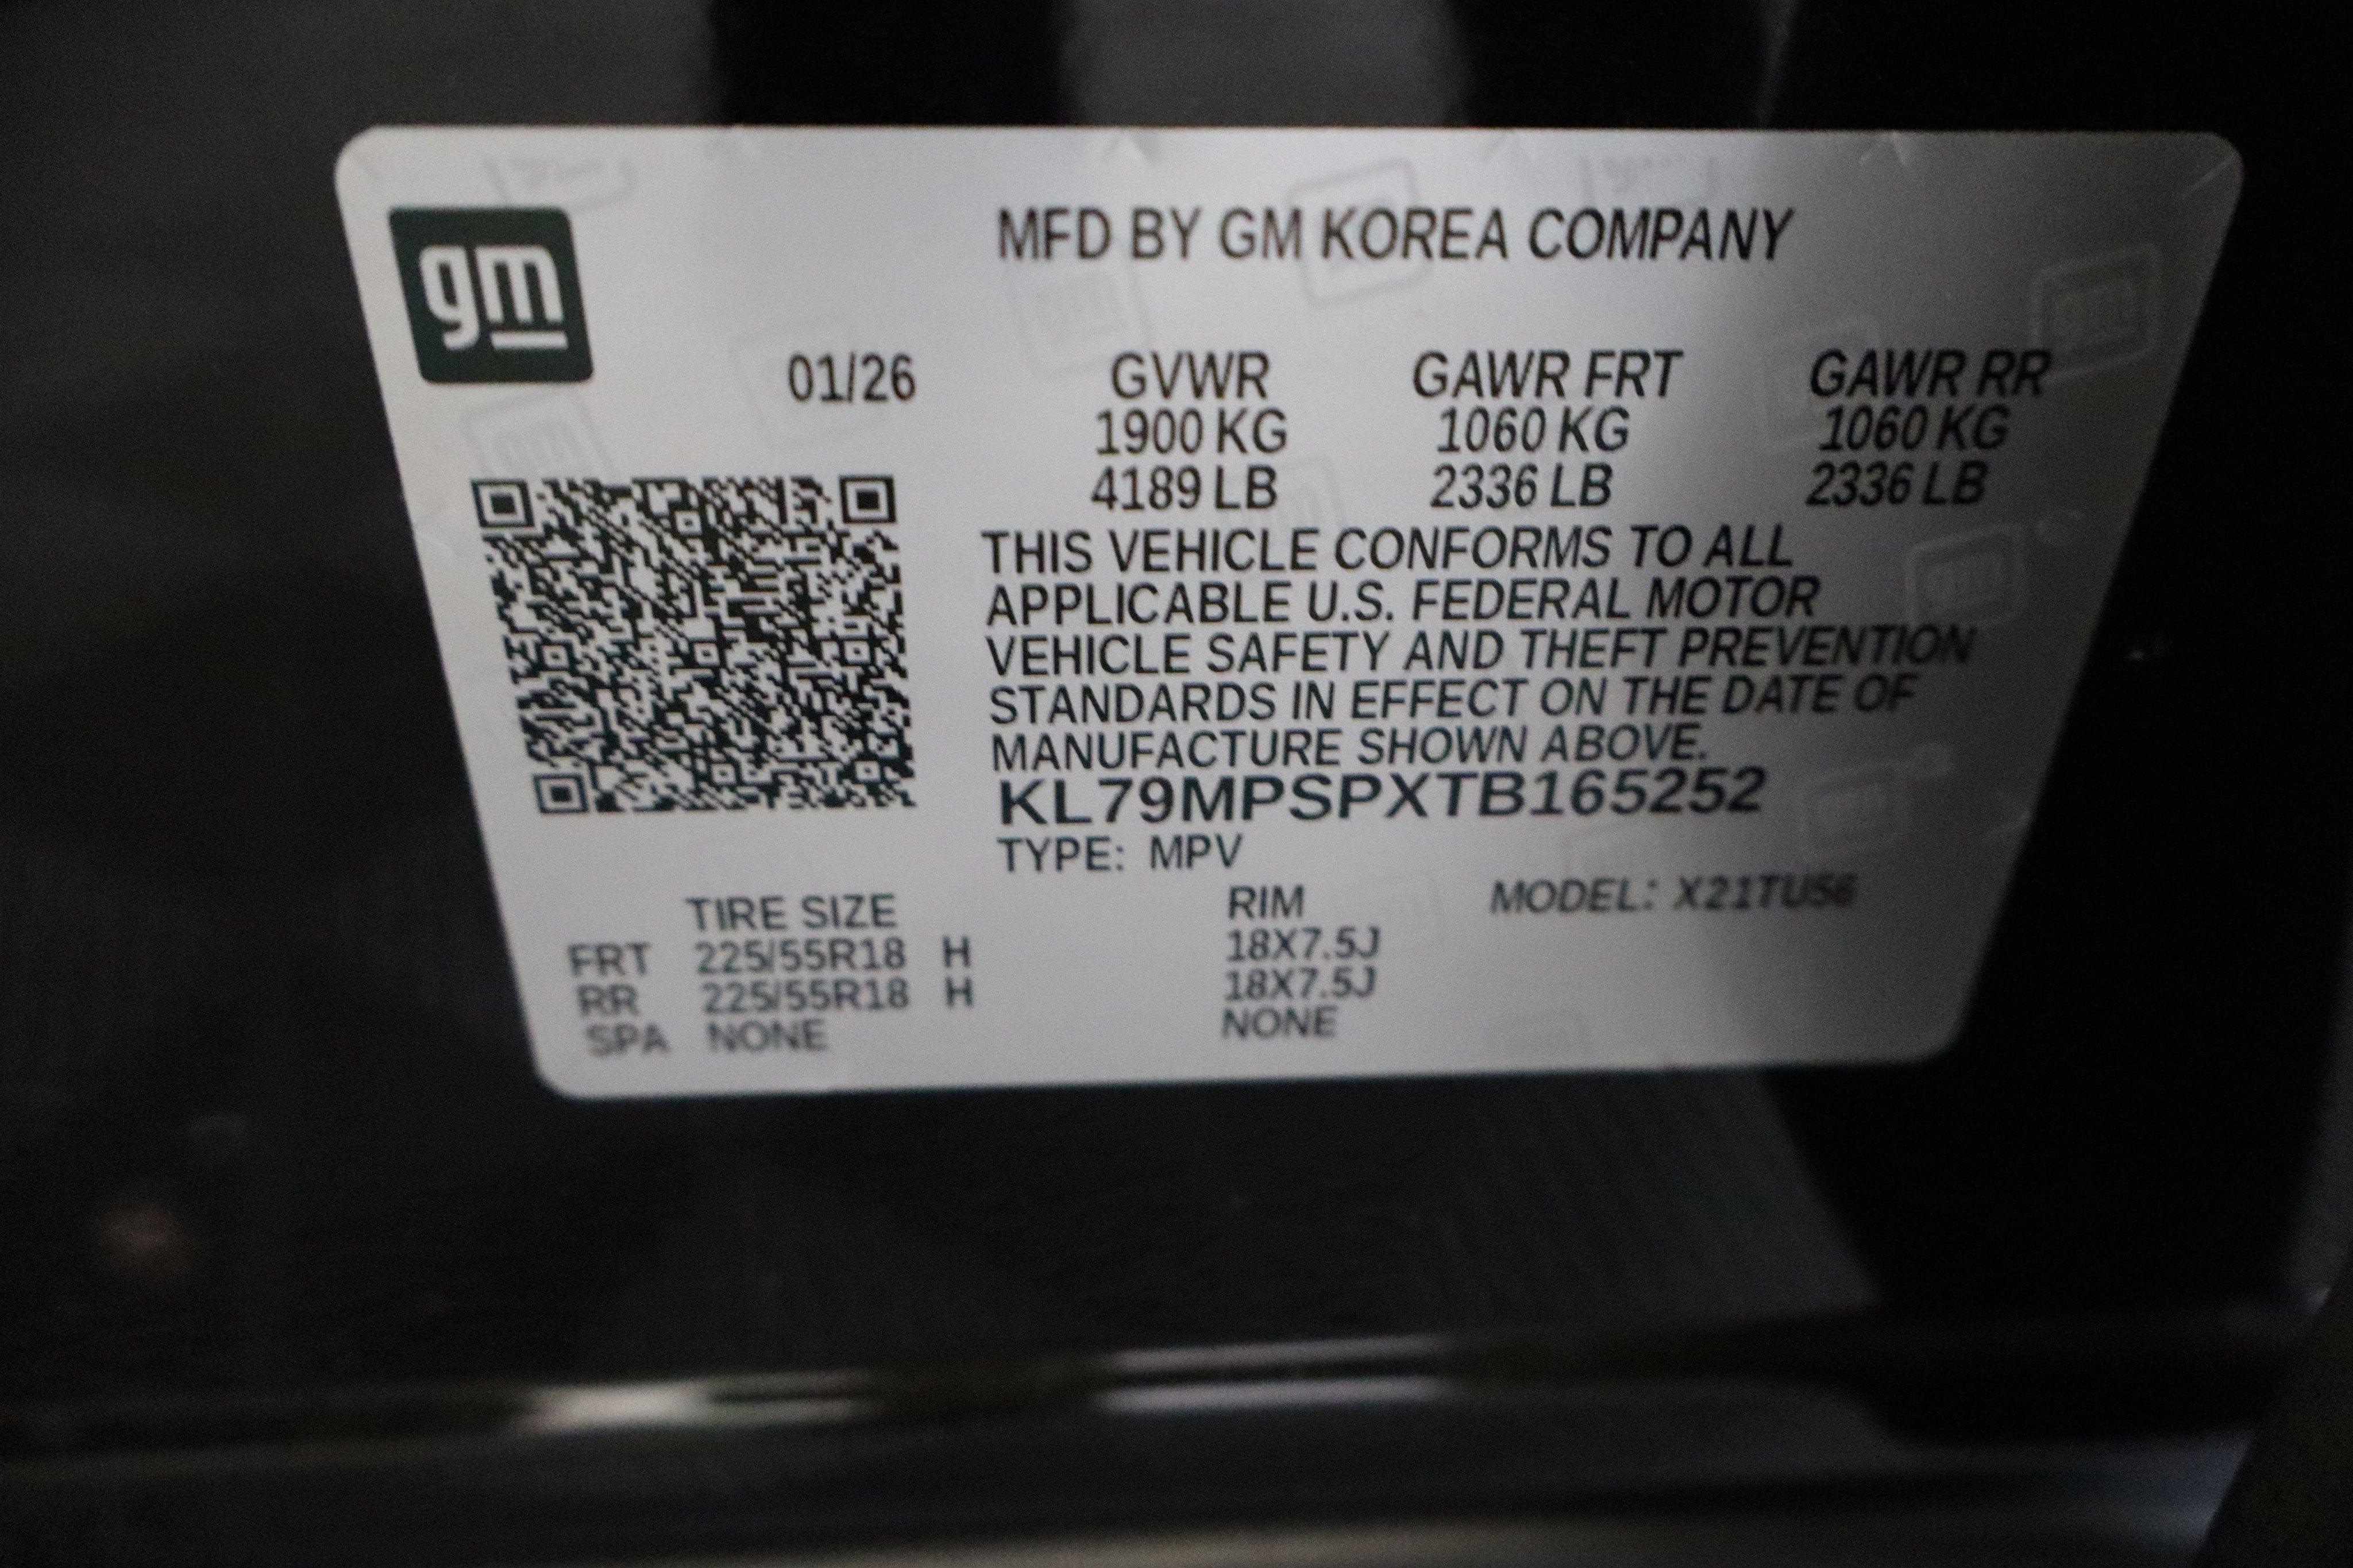 gm
MFD BY GM KOREA COMPANY
01/26 GVWR GAWR FRT GAWR RR
1900 KG 1060 KG 1060 KG
4189 LB 2336 LB 2336 LB
THIS VEHICLE CONFORMS TO ALL
APPLICABLE U.S. FEDERAL MOTOR
VEHICLE SAFETY AND THEFT PREVENTION
STANDARDS IN EFFECT ON THE DATE OF
MANUFACTURE SHOWN ABOVE.
KL79MPSPXTB165252
TYPE: MPV
TIRE SIZE RIM MODEL: X21TU56
FRT 225/55R18 H 18X7.5J
RR 225/55R18 H 18X7.5J
SPA NONE NONE